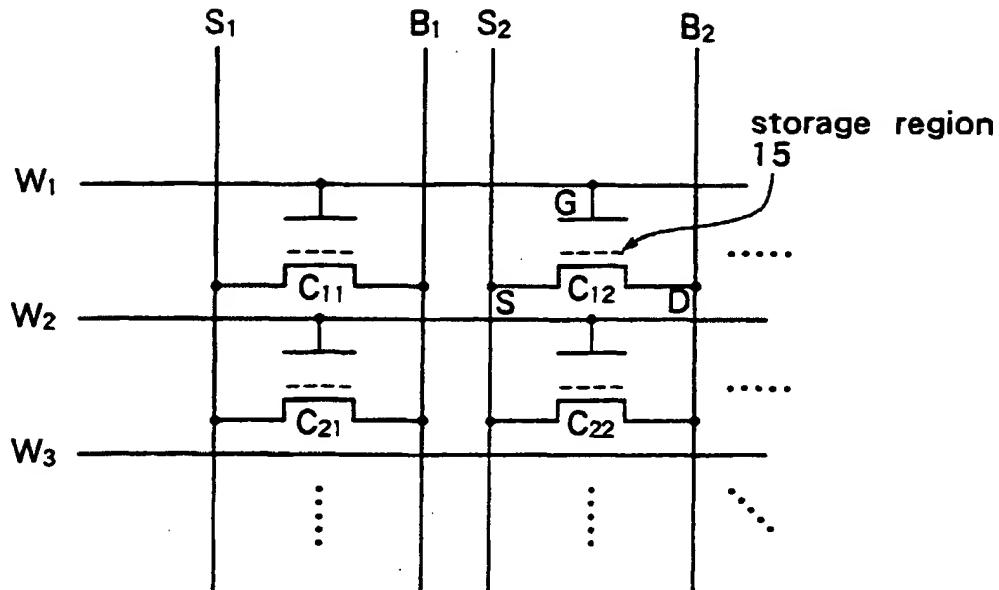 S₁ B₁ S₂ B₂
storage region
15
W₁
G
C₁₁ C₁₂
S D
W₂
C₂₁ C₂₂
W₃